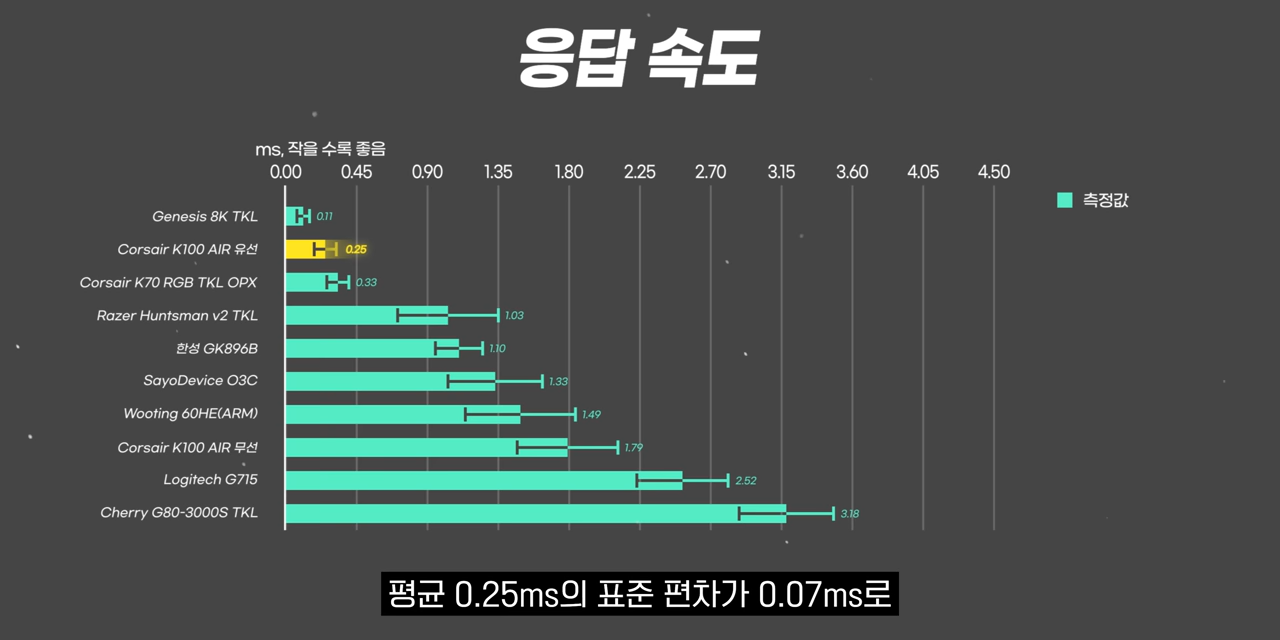 응답 속도
ms, 작을 수록 좋음
0.00 0.45 0.90 1.35 1.80 2.25 2.70 3.15 3.60 4.05 4.50
측정값
Genesis 8K TKL 0.11
Corsair K100 AIR 유선 0.25
Corsair K70 RGB TKL OPX 0.33
Razer Huntsman v2 TKL 1.03
한성 GK896B 1.10
SayoDevice O3C 1.33
Wooting 60HE(ARM) 1.49
Corsair K100 AIR 무선 1.79
Logitech G715 2.52
Cherry G80-3000S TKL 3.18
평균 0.25ms의 표준 편차가 0.07ms로